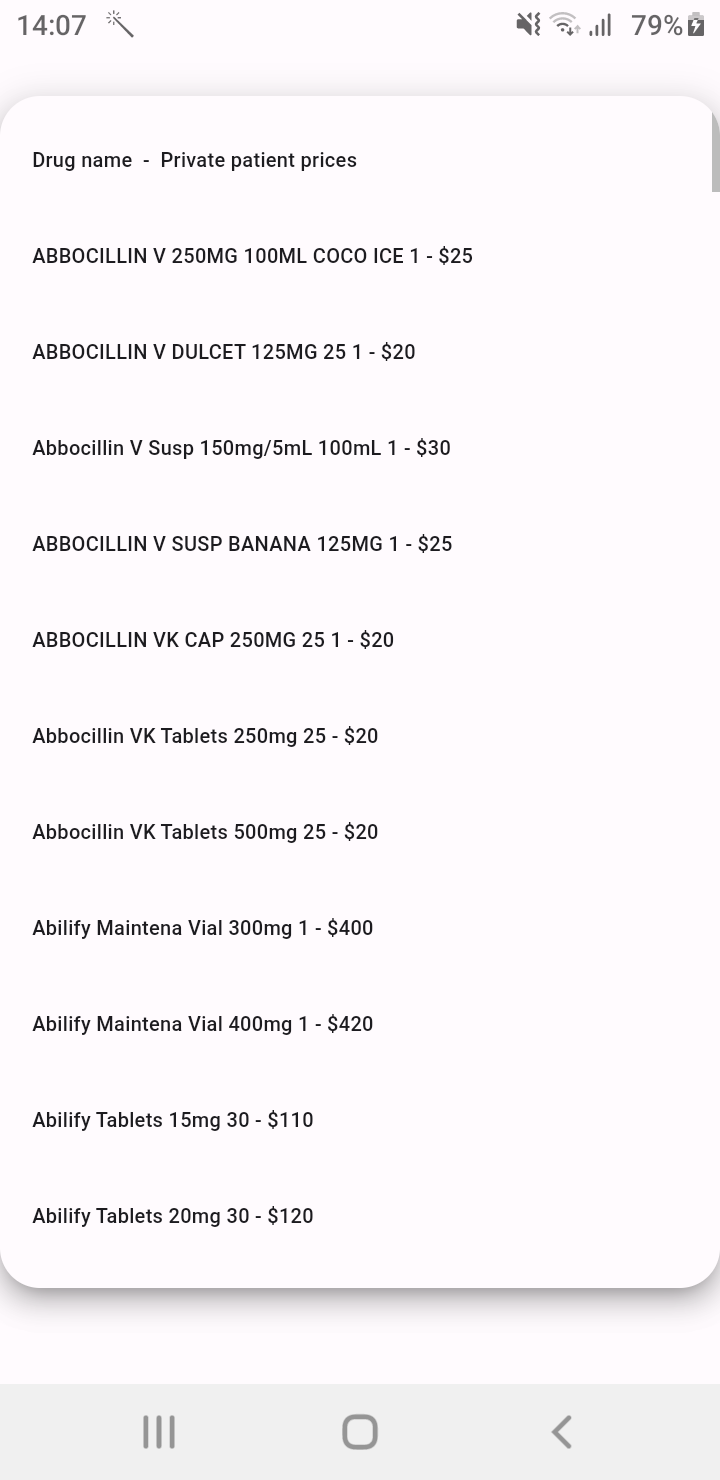 14:07
79%
Drug name - Private patient prices
ABBOCILLIN V 250MG 100ML COCO ICE 1 - $25
ABBOCILLIN V DULCET 125MG 25 1 - $20
Abbocillin V Susp 150mg/5mL 100mL 1 - $30
ABBOCILLIN V SUSP BANANA 125MG 1 - $25
ABBOCILLIN VK CAP 250MG 25 1 - $20
Abbocillin VK Tablets 250mg 25 - $20
Abbocillin VK Tablets 500mg 25 - $20
Abilify Maintena Vial 300mg 1 - $400
Abilify Maintena Vial 400mg 1 - $420
Abilify Tablets 15mg 30 - $110
Abilify Tablets 20mg 30 - $120